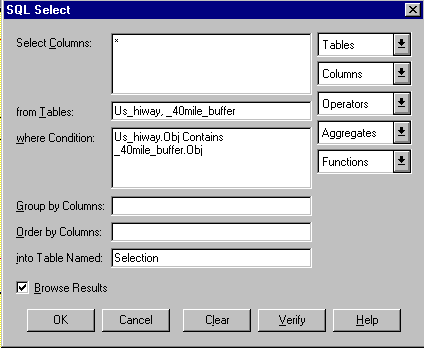 SQL Select
Select Columns:
*
Tables
Columns
from Tables:
Us_hiway, _40mile_buffer
Operators
where Condition:
Us_hiway.Obj Contains
_40mile_buffer.Obj
Aggregates
Functions
Group by Columns:
Order by Columns:
into Table Named:
Selection
Browse Results
OK
Cancel
Clear
Verify
Help